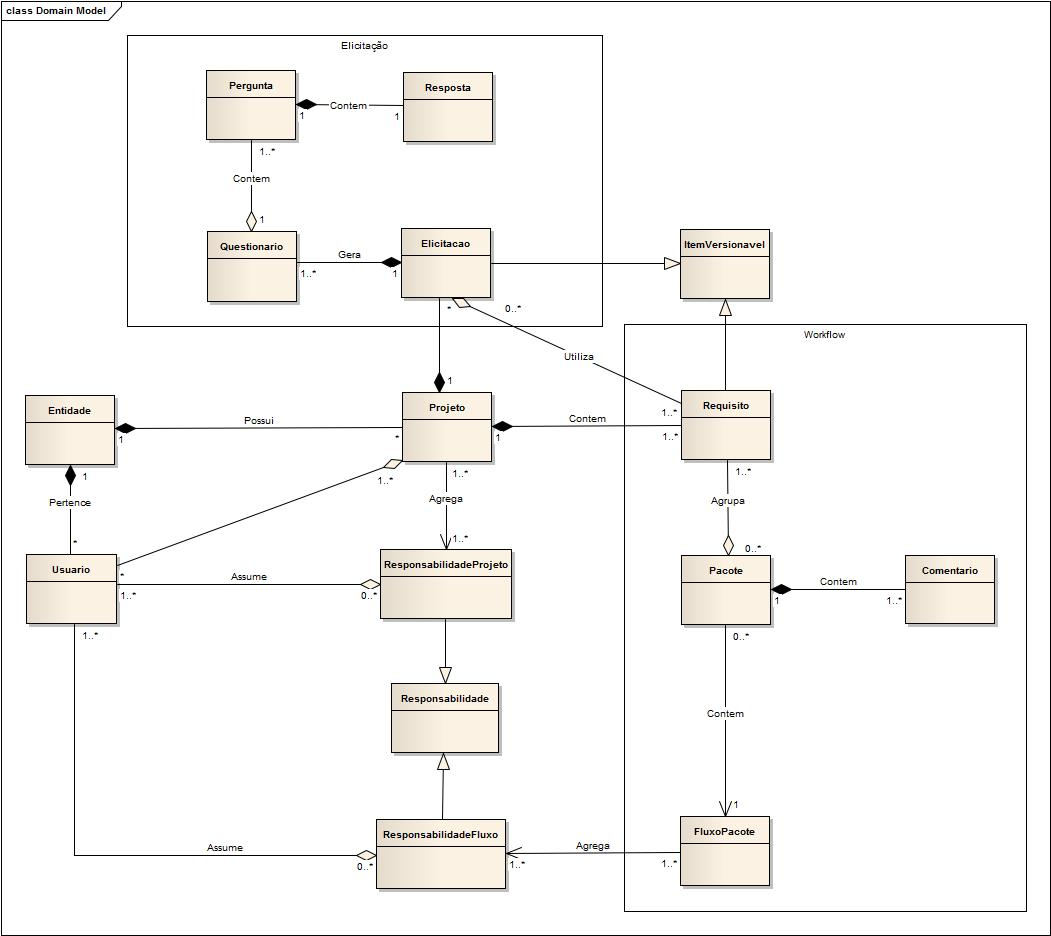 class Domain Model
Elicitação
Pergunta
Contem
Resposta
1
1
1..*
Contem
1
Questionario
Gera
Elicitacao
ItemVersionavel
1..*
1
*
0..*
Workflow
Utiliza
1
Entidade
Possui
Projeto
Contem
Requisito
1..*
1
*
1
1..*
1
Pertence
1..*
1..*
1..*
Agrega
Agrupa
*
1..*
0..*
Usuario
ResponsabilidadeProjeto
Pacote
Comentario
*
Assume
Contem
1..*
0..*
1
1..*
1..*
0..*
Responsabilidade
Contem
1
ResponsabilidadeFluxo
FluxoPacote
Assume
Agrega
0..*
1..*
1..*